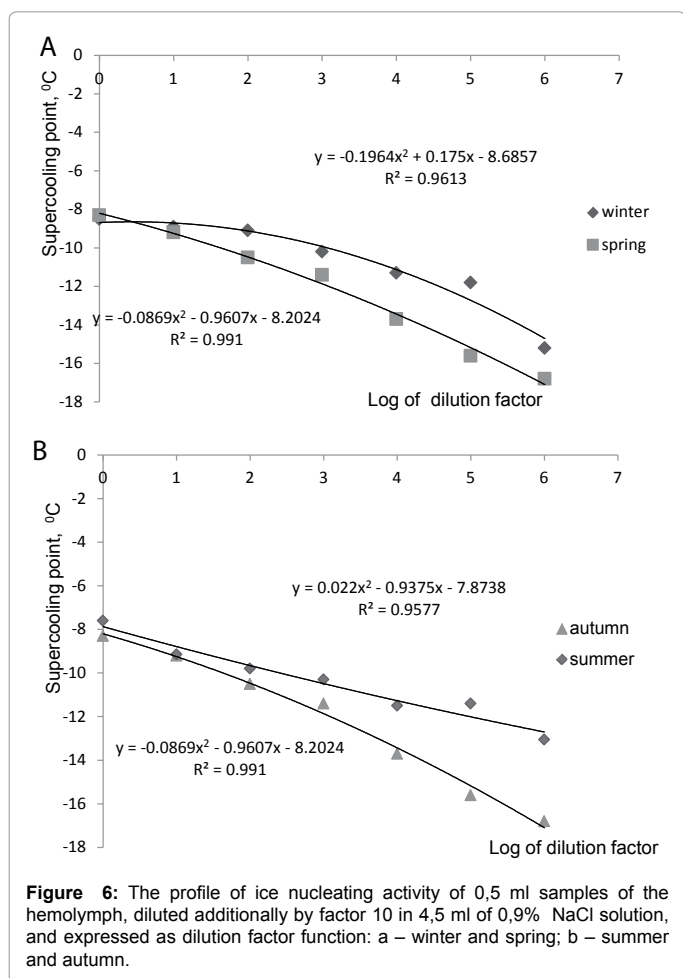 A
0
0 1 2 3 4 5 6 7
-2
-4
-6
-8
-10
-12
-14
-16
-18
Supercooling point, ⁰C
y = -0.1964x² + 0.175x - 8.6857
R² = 0.9613
winter
spring
y = -0.0869x² - 0.9607x - 8.2024
R² = 0.991
Log of dilution factor
B
0
0 1 2 3 4 5 6 7
-2
-4
-6
-8
-10
-12
-14
-16
-18
Supercooling point, ⁰C
y = 0.022x² - 0.9375x - 7.8738
R² = 0.9577
autumn
summer
y = -0.0869x² - 0.9607x - 8.2024
R² = 0.991
Log of dilution factor
Figure 6: The profile of ice nucleating activity of 0,5 ml samples of the
hemolymph, diluted additionally by factor 10 in 4,5 ml of 0,9% NaCl solution,
and expressed as dilution factor function: a – winter and spring; b – summer
and autumn.